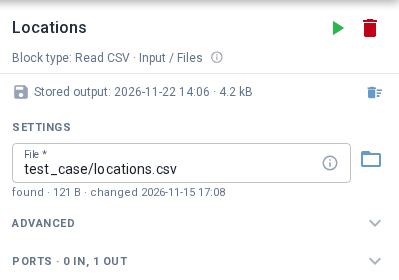 Locations
Block type: Read CSV · Input / Files
Stored output: 2026-11-22 14:06 · 4.2 kB
SETTINGS
File *
test_case/locations.csv
found · 121 B · changed 2026-11-15 17:08
ADVANCED
PORTS · 0 IN, 1 OUT